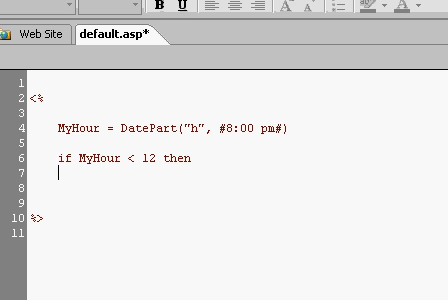 B U
A A
ab A
Web Site default.asp*
1
2 <%
3
4 MyHour = DatePart("h", #8:00 pm#)
5
6 if MyHour < 12 then
7
8
9
10 %>
11